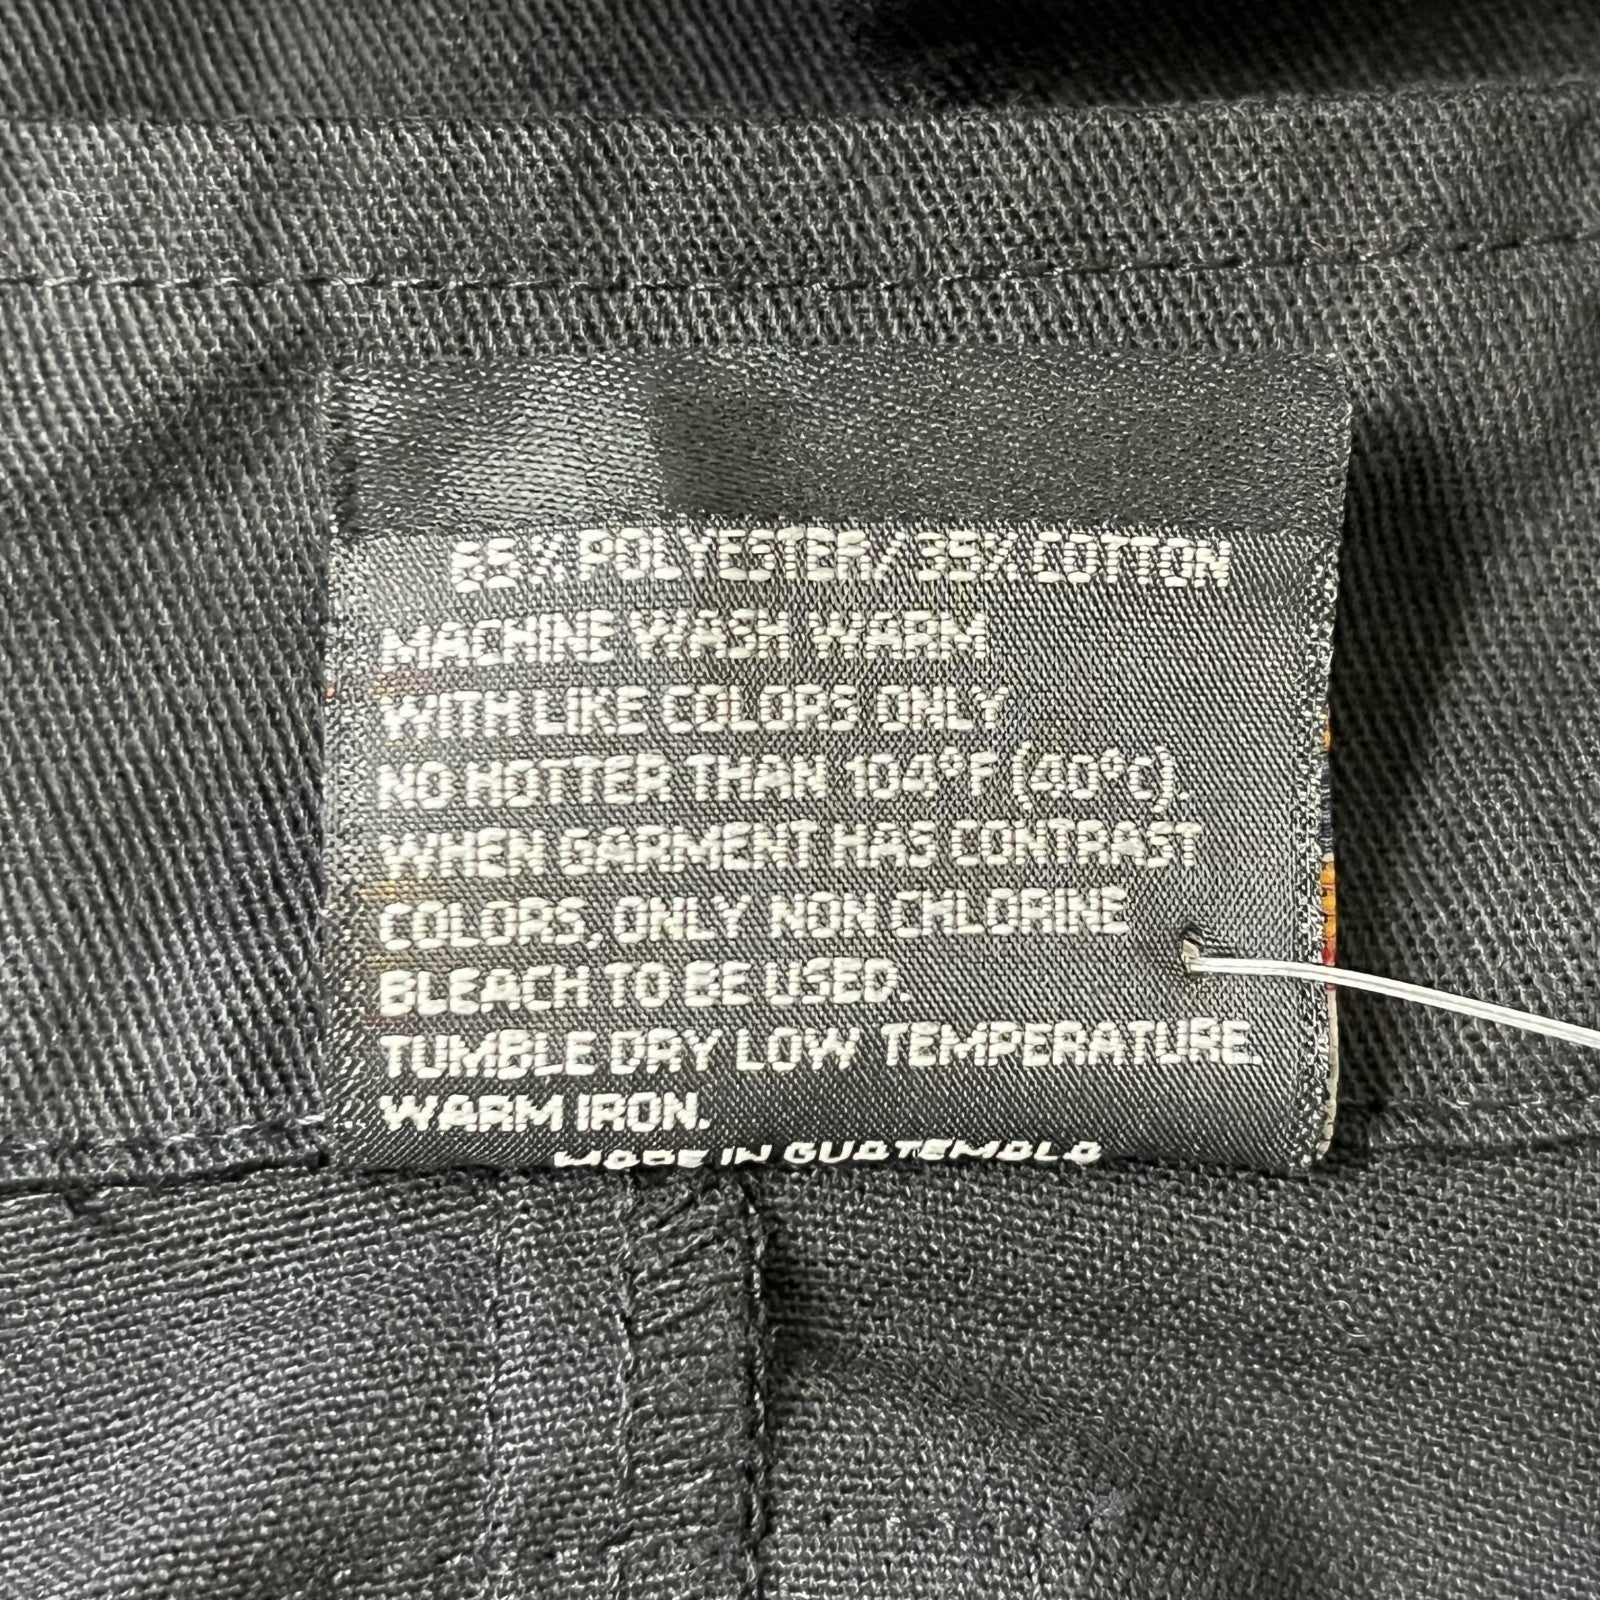 65% POLYESTER/35% COTTON
MACHINE WASH WARM
WITH LIKE COLORS ONLY
NO HOTTER THAN 104°F (40°C).
WHEN GARMENT HAS CONTRAST
COLORS, ONLY NON CHLORINE
BLEACH TO BE USED.
TUMBLE DRY LOW TEMPERATURE.
WARM IRON.
MADE IN GUATEMALA